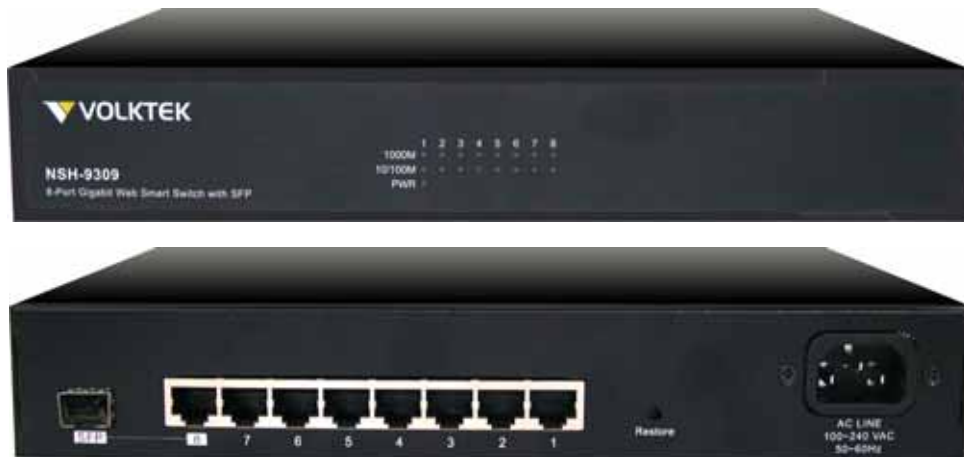 VOLKTEK
NSH-9309
8-Port Gigabit Web Smart Switch with SFP
1 2 3 4 5 6 7 8
1000M
10/100M
PWR
SFP 8 7 6 5 4 3 2 1
Restore
AC LINE
100~240 VAC
50~60Hz